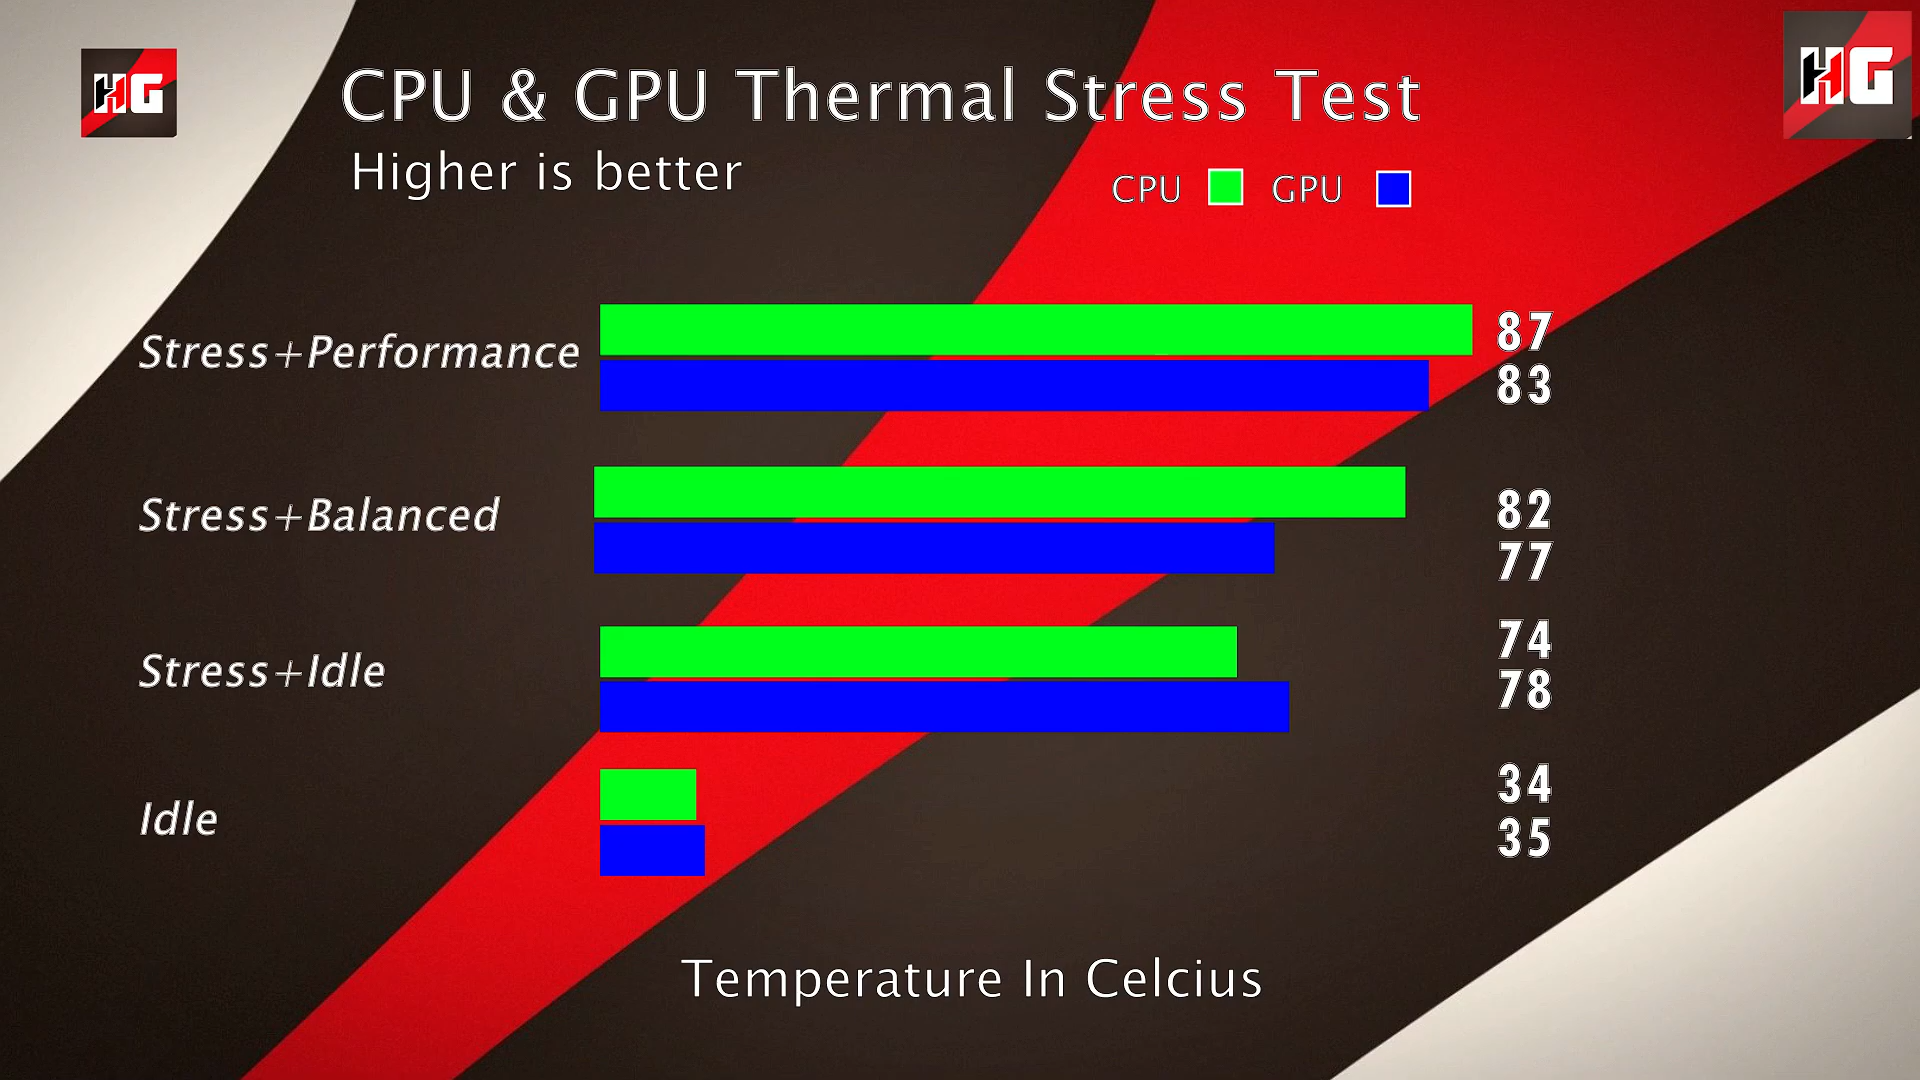 HG
HG
CPU & GPU Thermal Stress Test
Higher is better
CPU GPU
Stress+Performance
87
83
Stress+Balanced
82
77
Stress+Idle
74
78
Idle
34
35
Temperature In Celcius